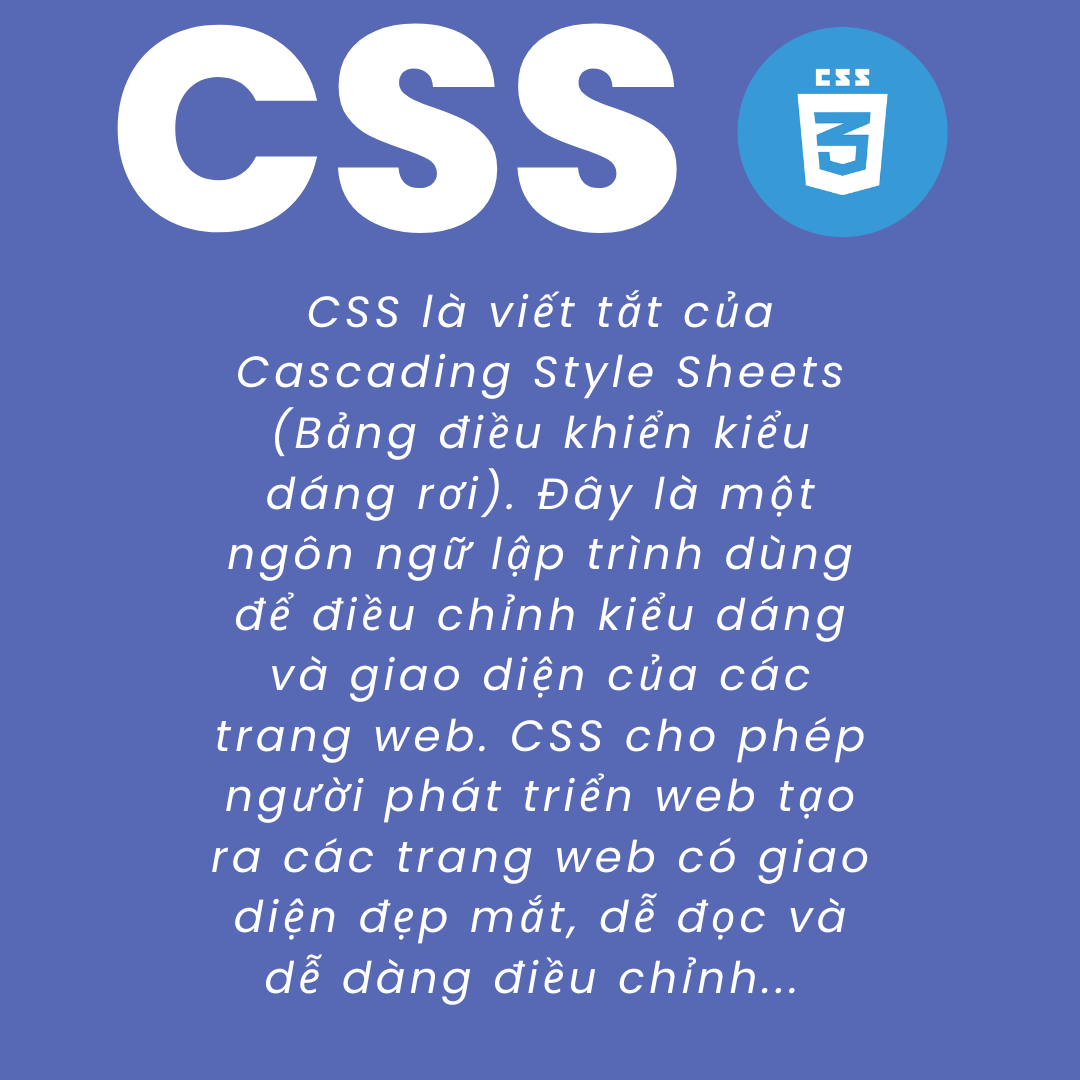 CSS
CSS
3
CSS là viết tắt của
Cascading Style Sheets
(Bảng điều khiển kiểu
dáng rơi). Đây là một
ngôn ngữ lập trình dùng
để điều chỉnh kiểu dáng
và giao diện của các
trang web. CSS cho phép
người phát triển web tạo
ra các trang web có giao
diện đẹp mắt, dễ đọc và
dễ dàng điều chỉnh...